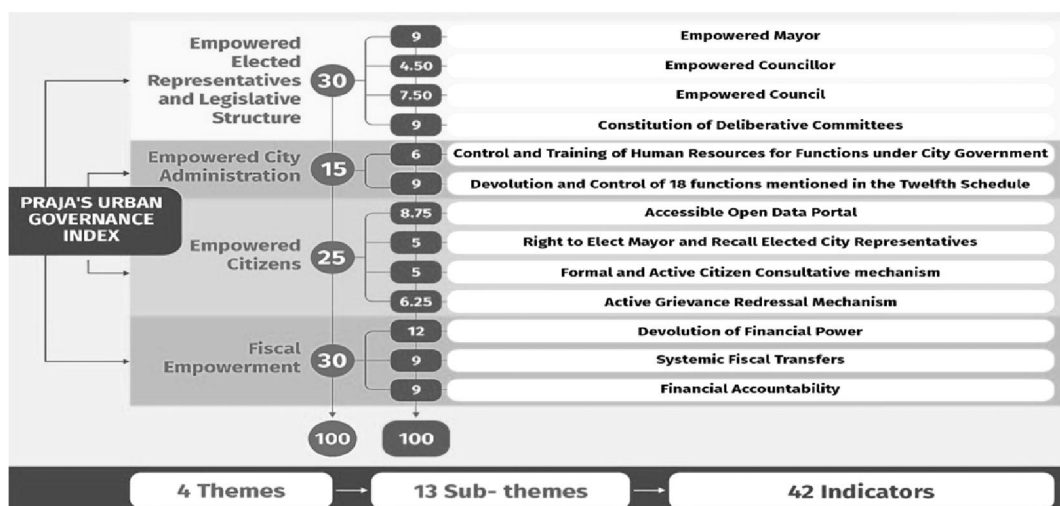 PRAJA'S URBAN
GOVERNANCE
INDEX
Empowered
Elected
Representatives
and Legislative
Structure
30
9
Empowered Mayor
4.50
Empowered Councillor
7.50
Empowered Council
9
Constitution of Deliberative Committees
Empowered City
Administration
15
6
Control and Training of Human Resources for Functions under City Government
9
Devolution and Control of 18 functions mentioned in the Twelfth Schedule
Empowered
Citizens
25
8.75
Accessible Open Data Portal
5
Right to Elect Mayor and Recall Elected City Representatives
5
Formal and Active Citizen Consultative mechanism
6.25
Active Grievance Redressal Mechanism
Fiscal
Empowerment
30
12
Devolution of Financial Power
9
Systemic Fiscal Transfers
9
Financial Accountability
100
100
4 Themes
13 Sub- themes
42 Indicators